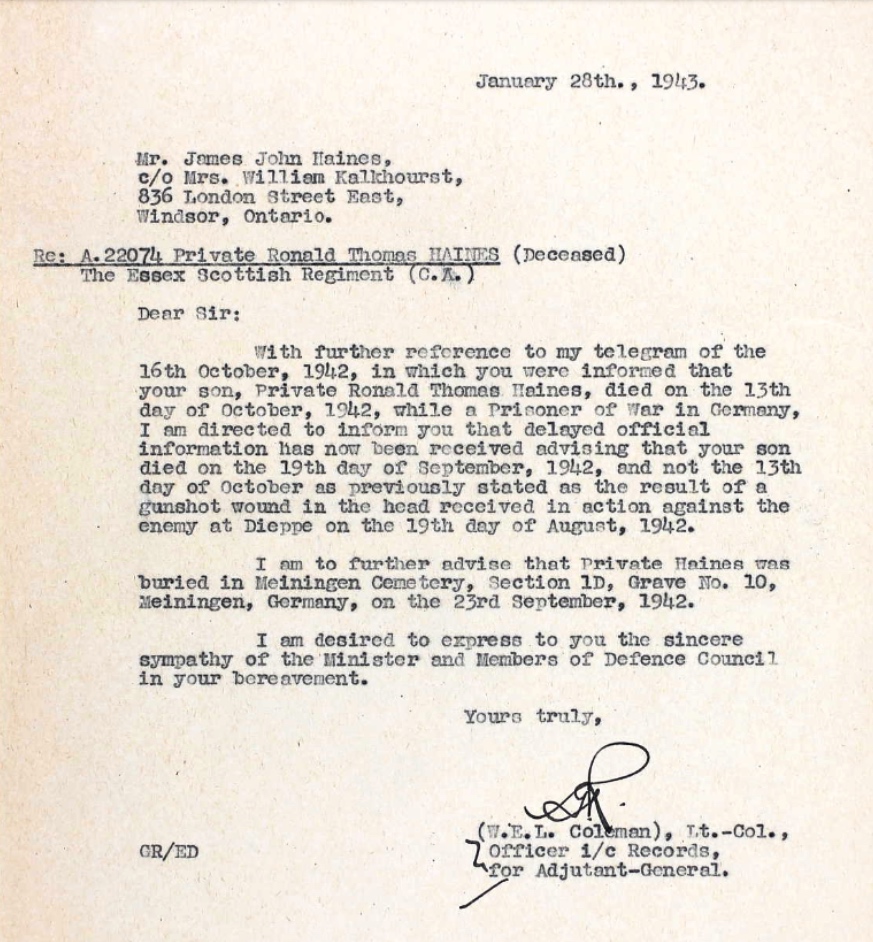 January 28th., 1943.
Mr. James John Haines,
c/o Mrs. William Kalkhourst,
836 London Street East,
Windsor, Ontario.
Re: A.22074 Private Ronald Thomas HAINES (Deceased)
The Essex Scottish Regiment (C.A.)
Dear Sir:
With further reference to my telegram of the
16th October, 1942, in which you were informed that
your son, Private Ronald Thomas Haines, died on the 13th
day of October, 1942, while a Prisoner of War in Germany,
I am directed to inform you that delayed official
information has now been received advising that your son
died on the 19th day of September, 1942, and not the 13th
day of October as previously stated as the result of a
gunshot wound in the head received in action against the
enemy at Dieppe on the 19th day of August, 1942.
I am to further advise that Private Haines was
buried in Meiningen Cemetery, Section 1D, Grave No. 10,
Meiningen, Germany, on the 23rd September, 1942.
I am desired to express to you the sincere
sympathy of the Minister and Members of Defence Council
in your bereavement.
Yours truly,
(W.E.L. Coleman), Lt.-Col.,
GR/ED Officer i/c Records,
for Adjutant-General.